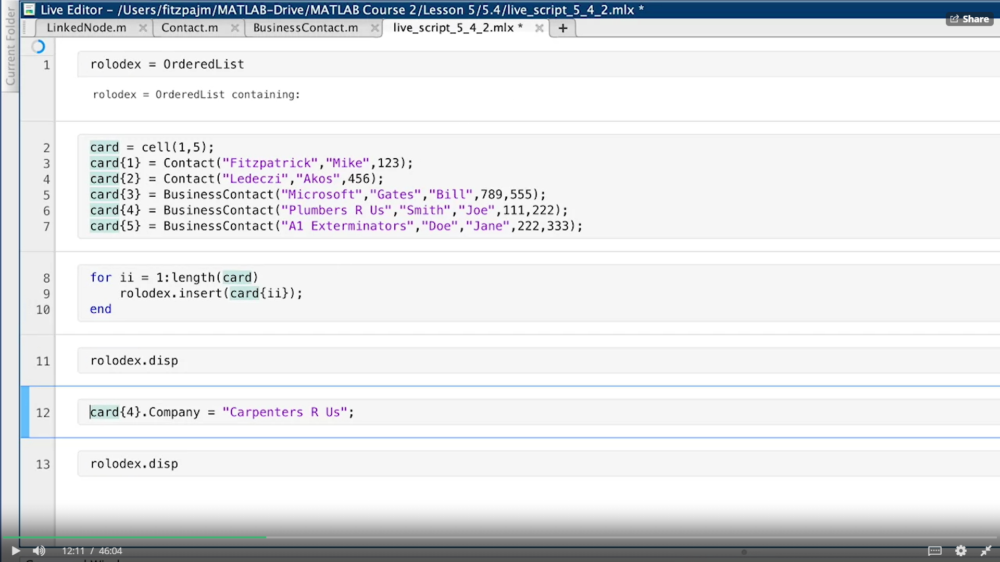 Live Editor – /Users/fitzpajm/MATLAB-Drive/MATLAB Course 2/Lesson 5/5.4/live_script_5_4_2.mlx *
Share
Current Folder
LinkedNode.m × Contact.m × BusinessContact.m × live_script_5_4_2.mlx * × +
1 rolodex = OrderedList
rolodex = OrderedList containing:
2 card = cell(1,5);
3 card{1} = Contact("Fitzpatrick","Mike",123);
4 card{2} = Contact("Ledeczi","Akos",456);
5 card{3} = BusinessContact("Microsoft","Gates","Bill",789,555);
6 card{4} = BusinessContact("Plumbers R Us","Smith","Joe",111,222);
7 card{5} = BusinessContact("A1 Exterminators","Doe","Jane",222,333);
8 for ii = 1:length(card)
9 rolodex.insert(card{ii});
10 end
11 rolodex.disp
12 card{4}.Company = "Carpenters R Us";
13 rolodex.disp
12:11 / 46:04